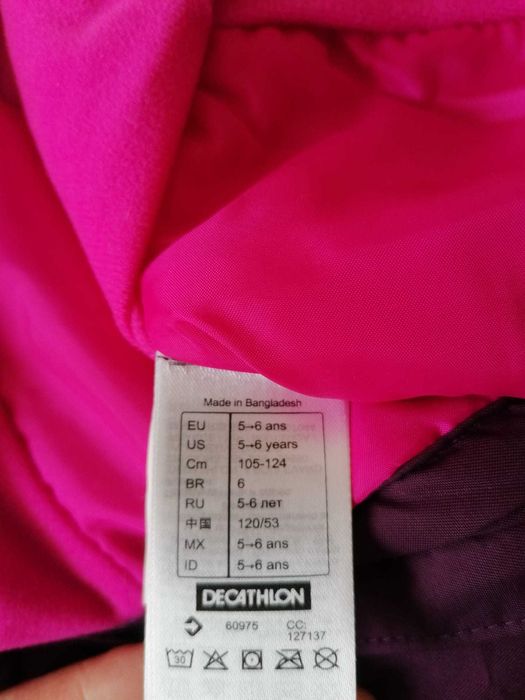 Made in Bangladesh
EU 5→6 ans
US 5→6 years
Cm 105-124
BR 6
RU 5-6 лет
中国 120/53
MX 5→6 ans
ID 5→6 ans
DECATHLON
60975 CC:
127137
30